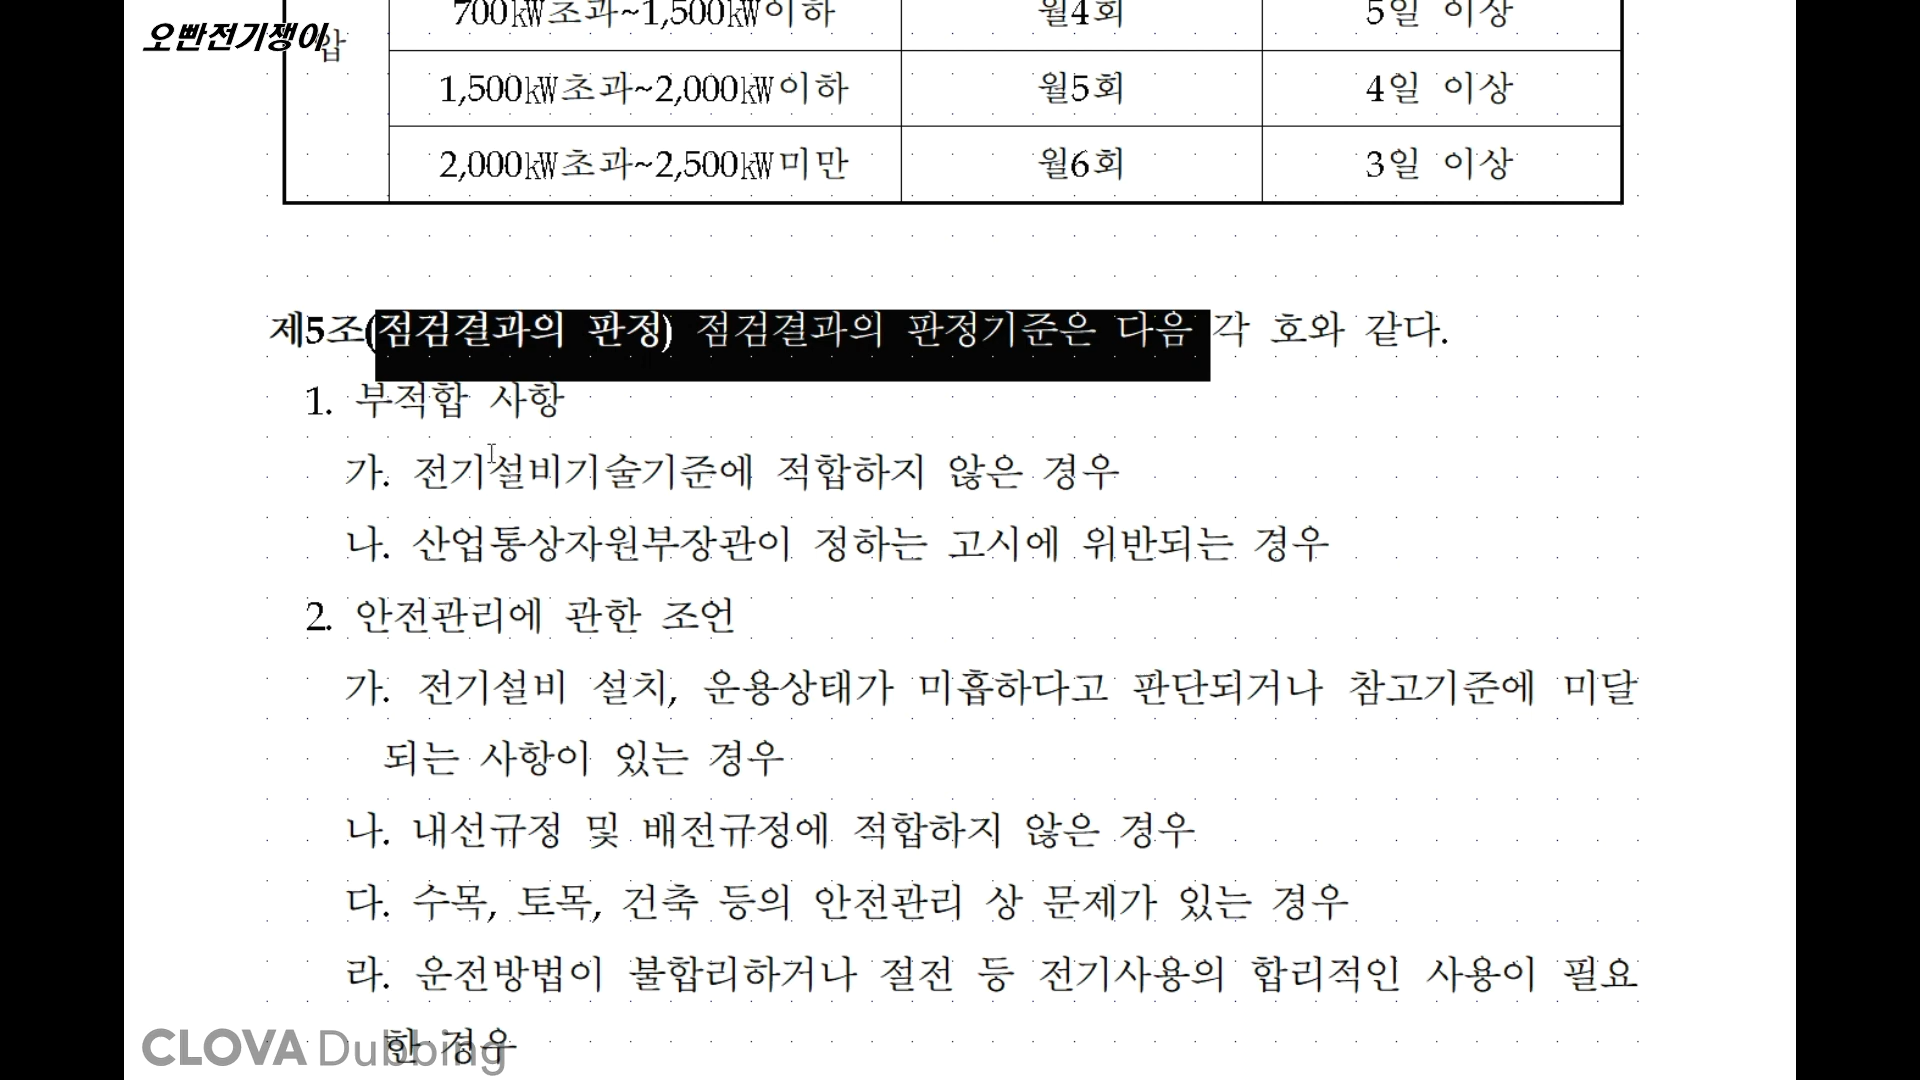 700㎾초과~1,500㎾이하 월4회 5일 이상
오빤전기쟁이
압
1,500㎾초과~2,000㎾이하 월5회 4일 이상
2,000㎾초과~2,500㎾미만 월6회 3일 이상
제5조(점검결과의 판정) 점검결과의 판정기준은 다음 각 호와 같다.
1. 부적합 사항
가. 전기설비기술기준에 적합하지 않은 경우
나. 산업통상자원부장관이 정하는 고시에 위반되는 경우
2. 안전관리에 관한 조언
가. 전기설비 설치, 운용상태가 미흡하다고 판단되거나 참고기준에 미달
되는 사항이 있는 경우
나. 내선규정 및 배전규정에 적합하지 않은 경우
다. 수목, 토목, 건축 등의 안전관리 상 문제가 있는 경우
라. 운전방법이 불합리하거나 절전 등 전기사용의 합리적인 사용이 필요
한 경우
CLOVA Dubbing